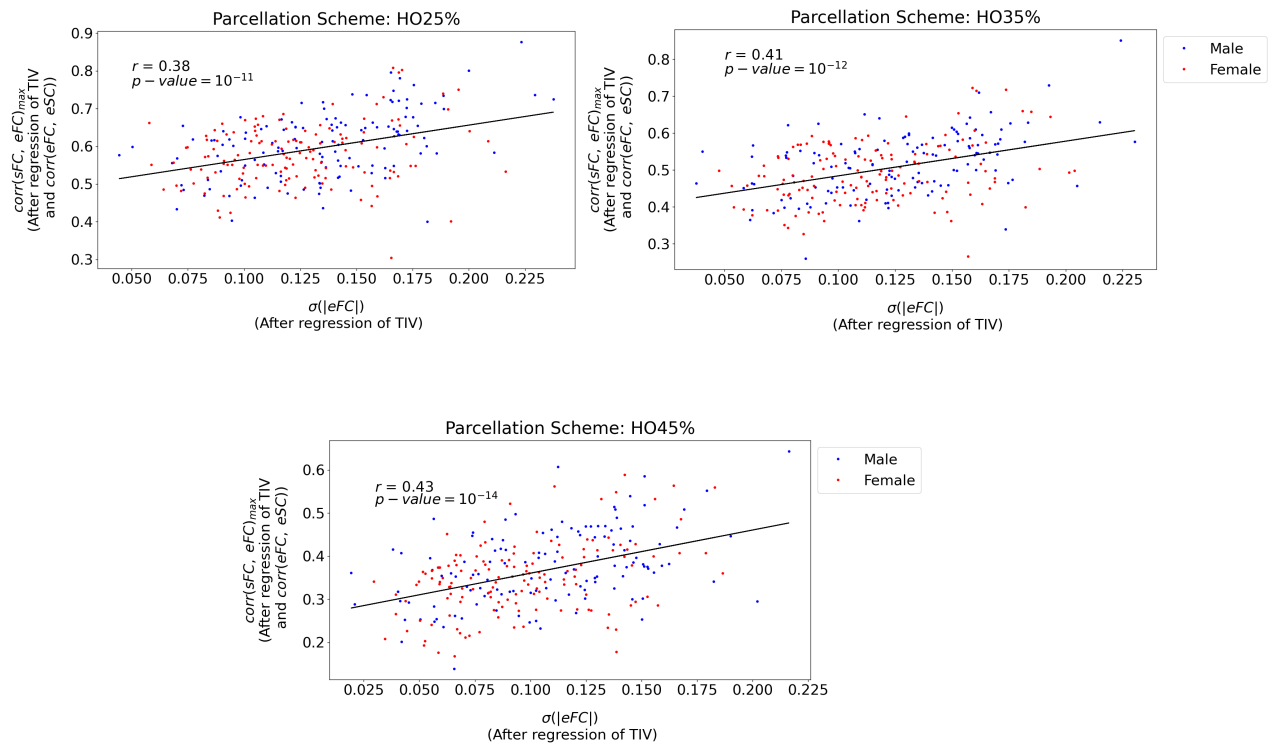 Parcellation Scheme: HO25%
r = 0.38
p − value = 10⁻¹¹
corr(sFC, eFC)max
(After regression of TIV
and corr(eFC, eSC))
0.9
0.8
0.7
0.6
0.5
0.4
0.3
0.050 0.075 0.100 0.125 0.150 0.175 0.200 0.225
σ(|eFC|)
(After regression of TIV)
Parcellation Scheme: HO35%
r = 0.41
p − value = 10⁻¹²
corr(sFC, eFC)max
(After regression of TIV
and corr(eFC, eSC))
0.8
0.7
0.6
0.5
0.4
0.3
0.050 0.075 0.100 0.125 0.150 0.175 0.200 0.225
σ(|eFC|)
(After regression of TIV)
Male
Female
Parcellation Scheme: HO45%
r = 0.43
p − value = 10⁻¹⁴
corr(sFC, eFC)max
(After regression of TIV
and corr(eFC, eSC))
0.6
0.5
0.4
0.3
0.2
0.025 0.050 0.075 0.100 0.125 0.150 0.175 0.200 0.225
σ(|eFC|)
(After regression of TIV)
Male
Female